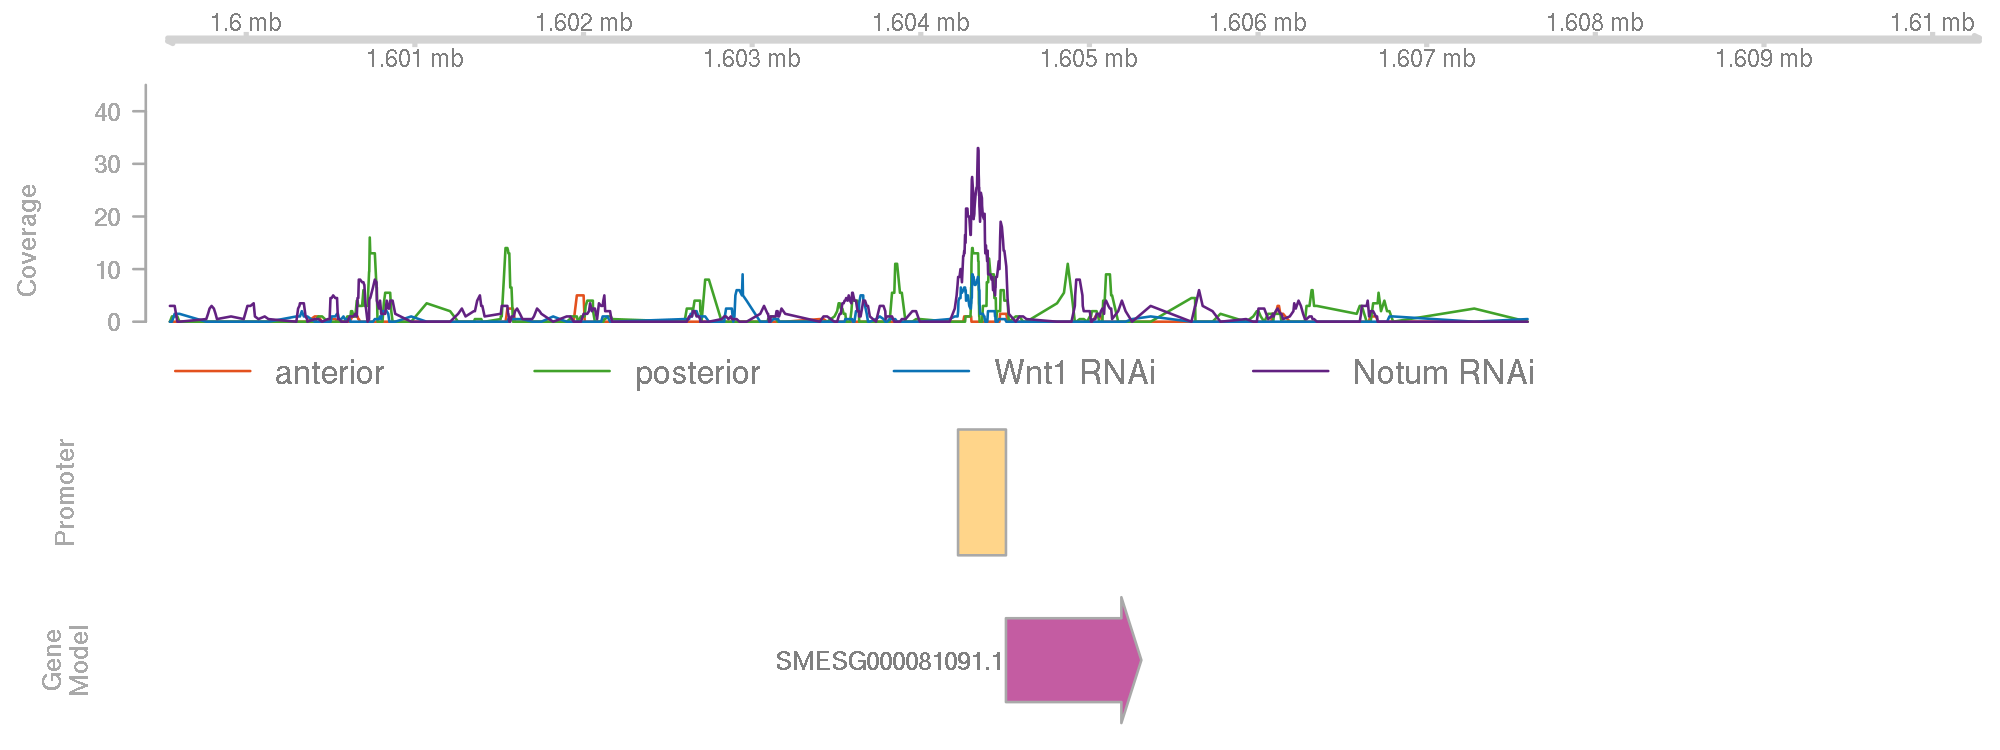 1.6 mb 1.602 mb 1.604 mb 1.606 mb 1.608 mb 1.61 mb
1.601 mb 1.603 mb 1.605 mb 1.607 mb 1.609 mb
Coverage
40
30
20
10
0
anterior posterior Wnt1 RNAi Notum RNAi
Promoter
Gene
Model
SMESG000081091.1